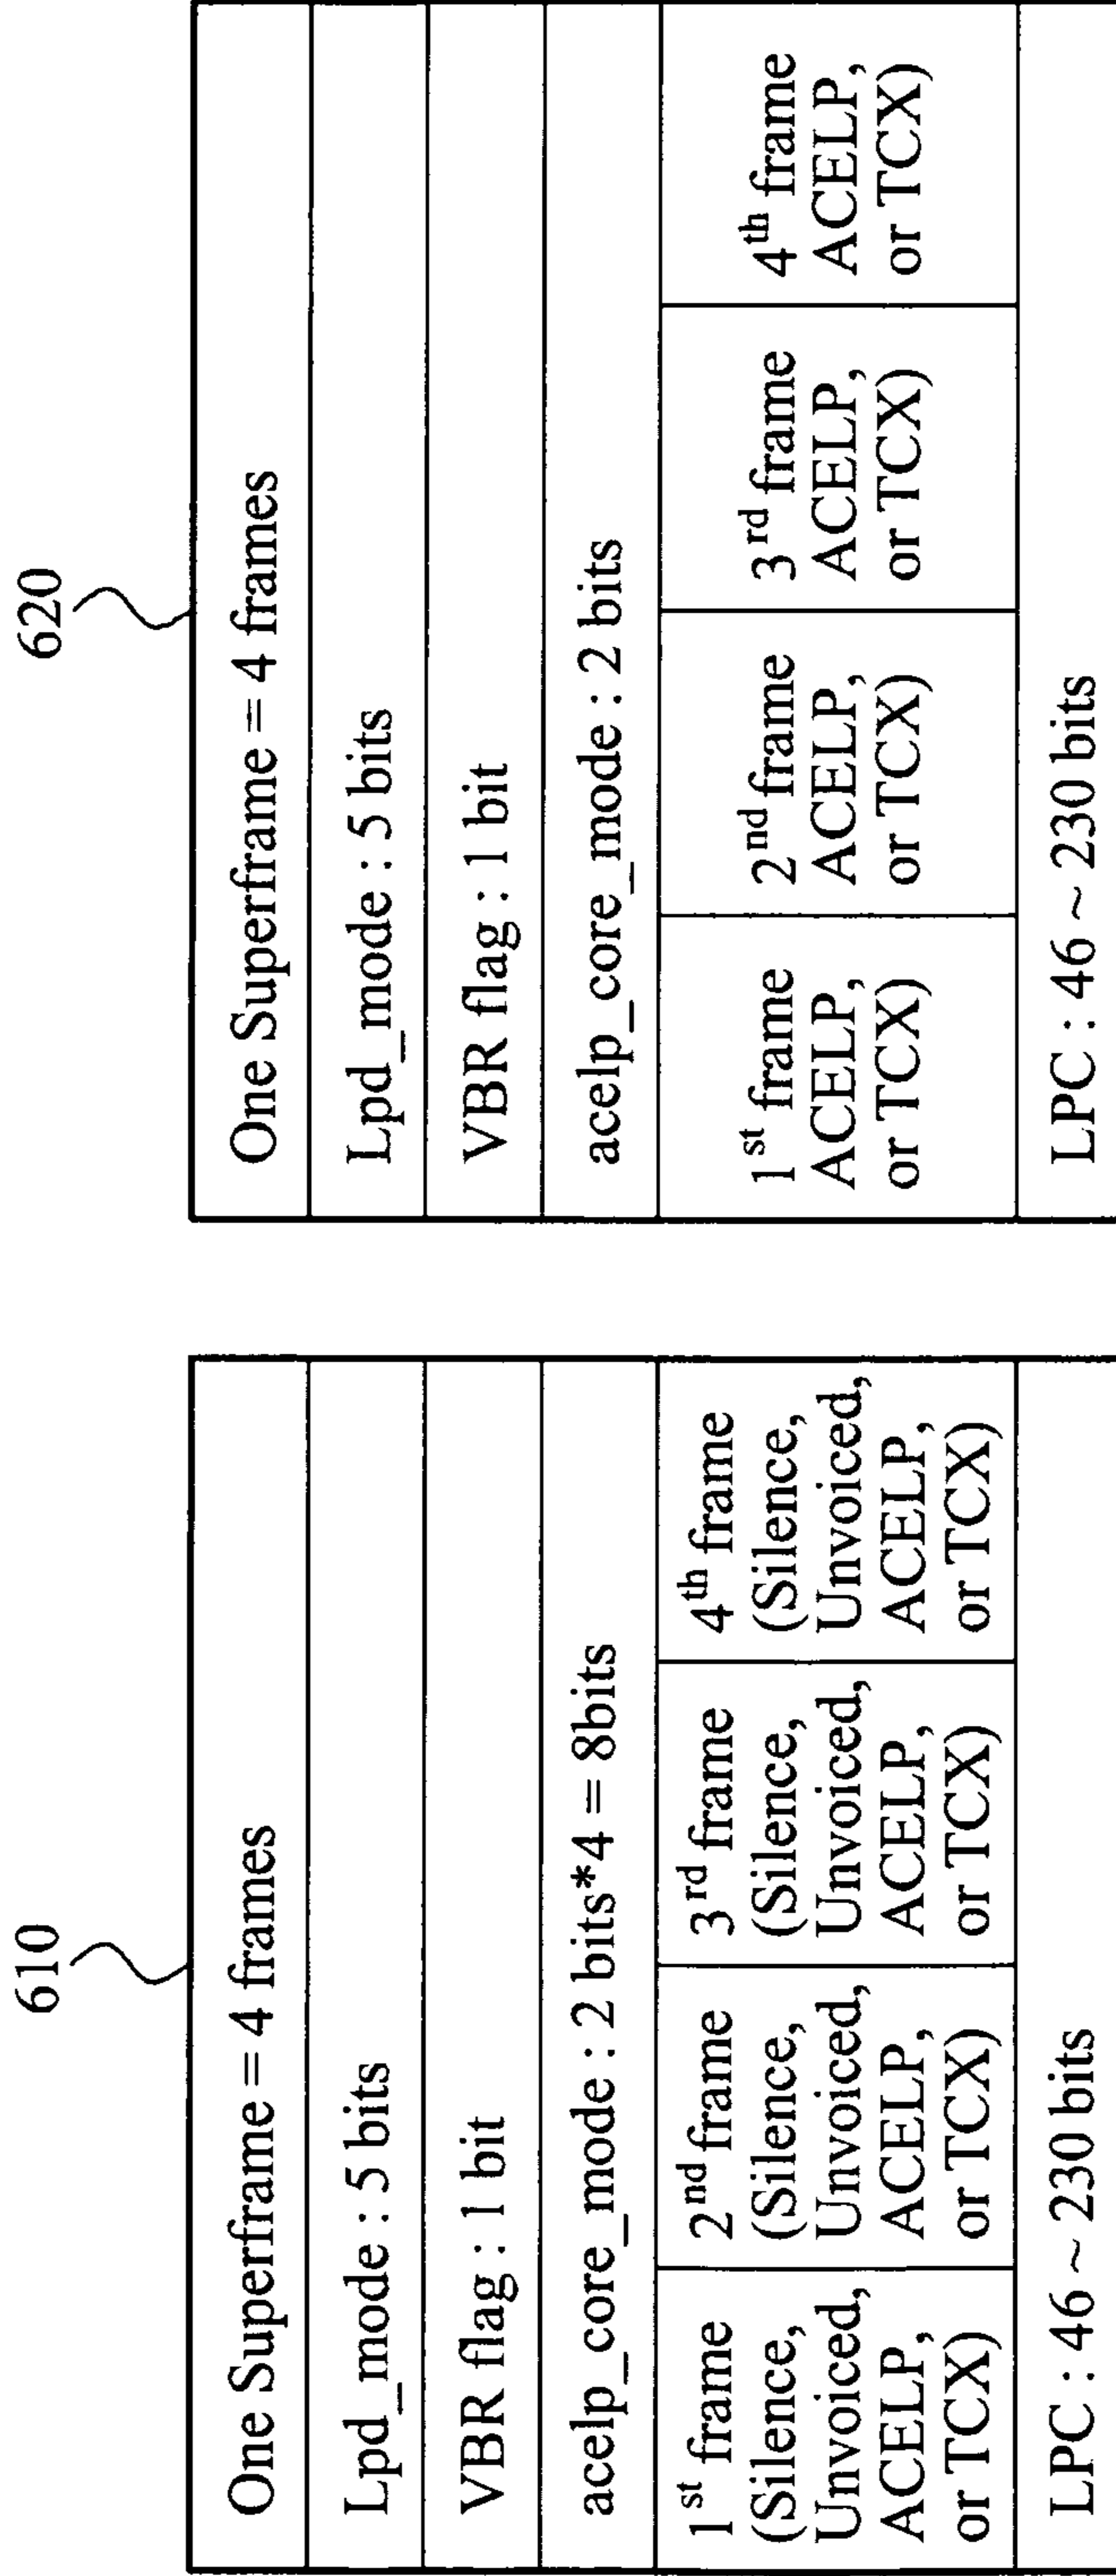 610
One Superframe = 4 frames
Lpd_mode : 5 bits
VBR flag : 1 bit
acelp_core_mode : 2 bits*4 = 8bits
1st frame
(Silence,
Unvoiced,
ACELP,
or TCX)
2nd frame
(Silence,
Unvoiced,
ACELP,
or TCX)
3rd frame
(Silence,
Unvoiced,
ACELP,
or TCX)
4th frame
(Silence,
Unvoiced,
ACELP,
or TCX)
LPC : 46 ~ 230 bits
620
One Superframe = 4 frames
Lpd_mode : 5 bits
VBR flag : 1 bit
acelp_core_mode : 2 bits
1st frame
ACELP,
or TCX)
2nd frame
ACELP,
or TCX)
3rd frame
ACELP,
or TCX)
4th frame
ACELP,
or TCX)
LPC : 46 ~ 230 bits